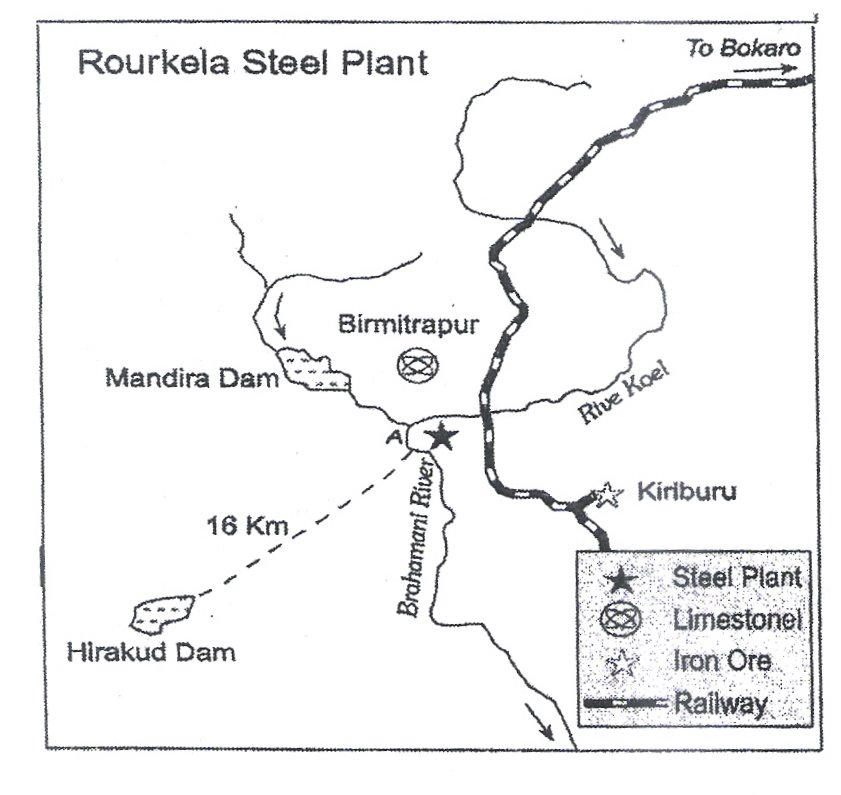 Rourkela Steel Plant
To Bokaro
Birmitrapur
Mandira Dam
Rive Koel
A
Kiriburu
16 Km
Brahamani River
Hirakud Dam
Steel Plant
Limestonel
Iron Ore
Railway